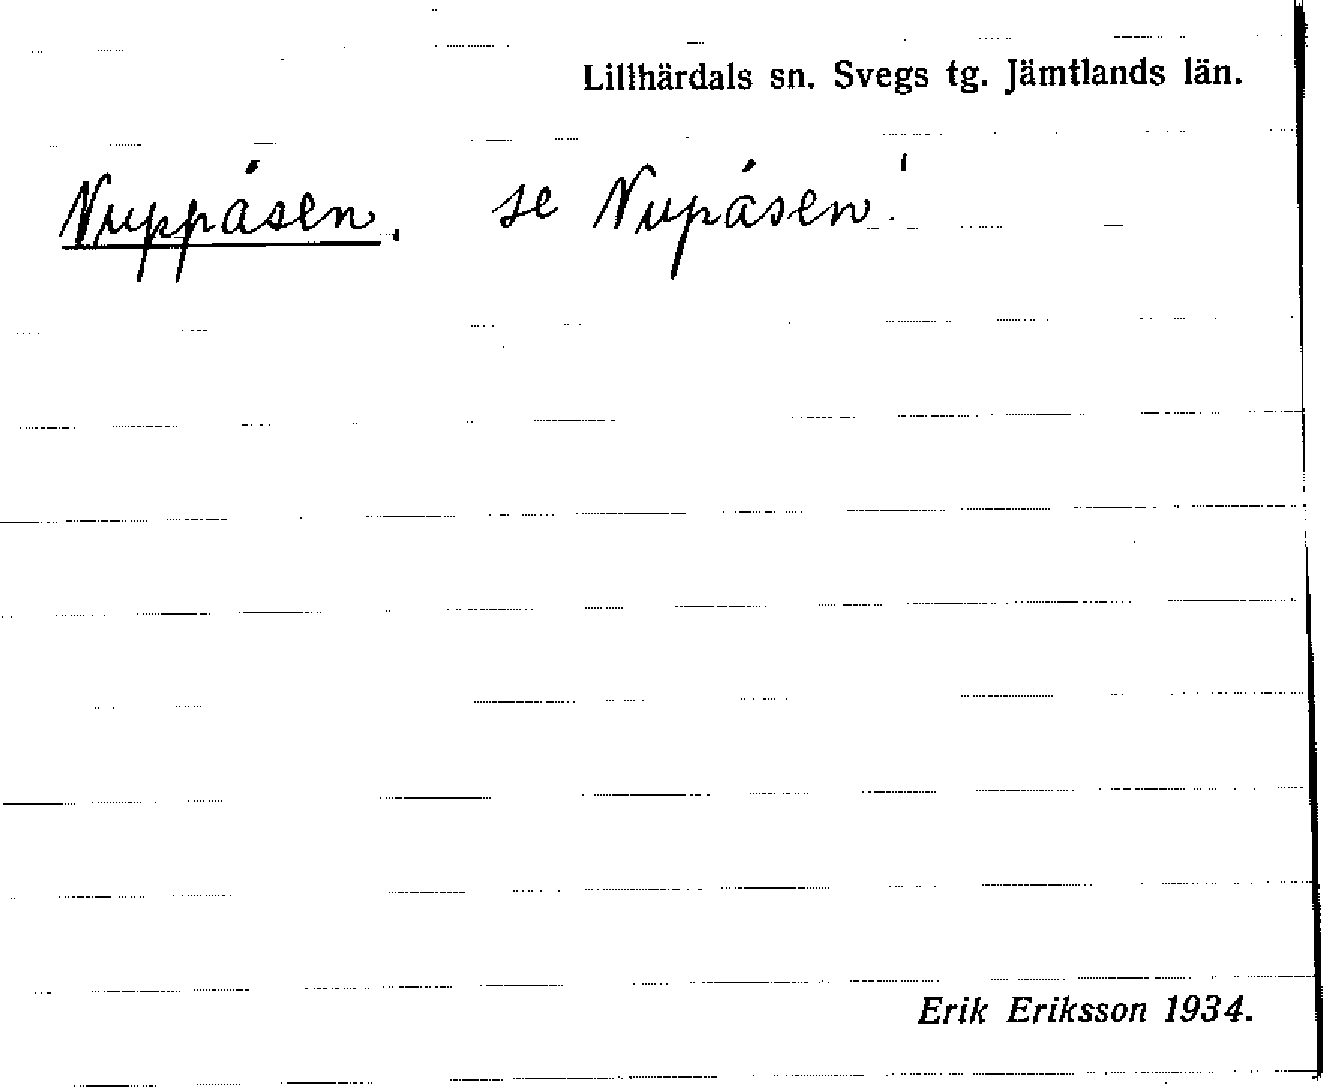 Lillhärdals sn. Svegs tg. Jämtlands län.
Nuppåsen. se Nupåsen!
Erik Eriksson 1934.